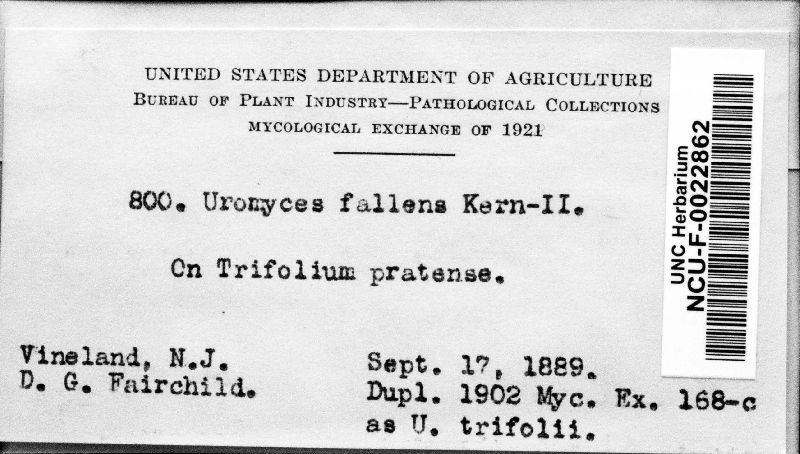 UNITED STATES DEPARTMENT OF AGRICULTURE
BUREAU OF PLANT INDUSTRY—PATHOLOGICAL COLLECTIONS
MYCOLOGICAL EXCHANGE OF 1921
800. Uromyces fallens Kern-II.
On Trifolium pratense.
Vineland, N.J.
D. G. Fairchild.
Sept. 17, 1889.
Dupl. 1902 Myc. Ex. 168-c
as U. trifolii.
UNC Herbarium
NCU-F-0022862